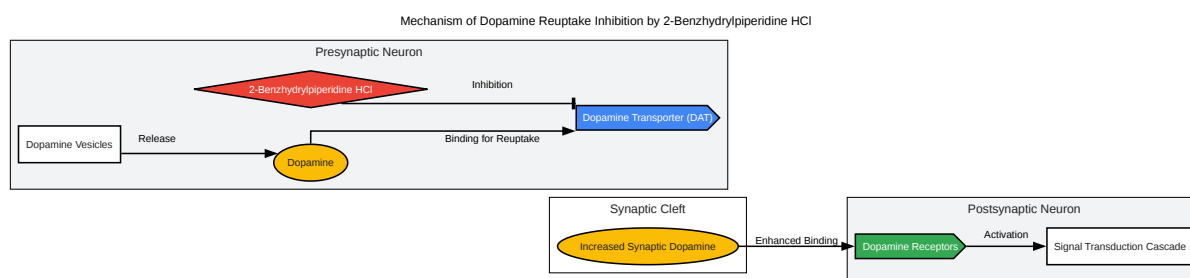 Mechanism of Dopamine Reuptake Inhibition by 2-Benzhydrylpiperidine HCl
Presynaptic Neuron
2-Benzhydrylpiperidine HCl
Inhibition
Dopamine Transporter (DAT)
Dopamine Vesicles
Release
Binding for Reuptake
Dopamine
Synaptic Cleft
Increased Synaptic Dopamine
Enhanced Binding
Postsynaptic Neuron
Dopamine Receptors
Activation
Signal Transduction Cascade